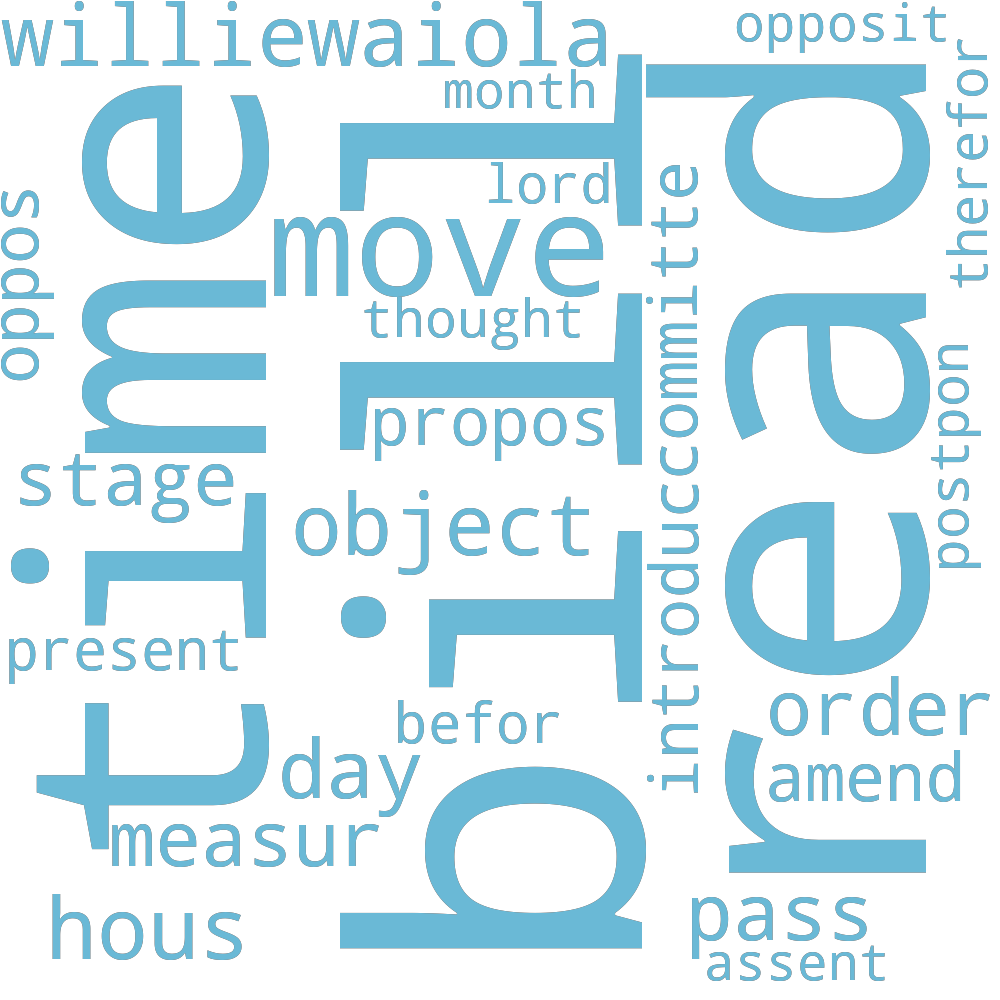 williewaiola
opposit
month
therefor
time
bill
read
lord
oppos
move
thought
introduc
committe
propos
postpon
stage
object
present
befor
order
day
amend
measur
hous
pass
assent